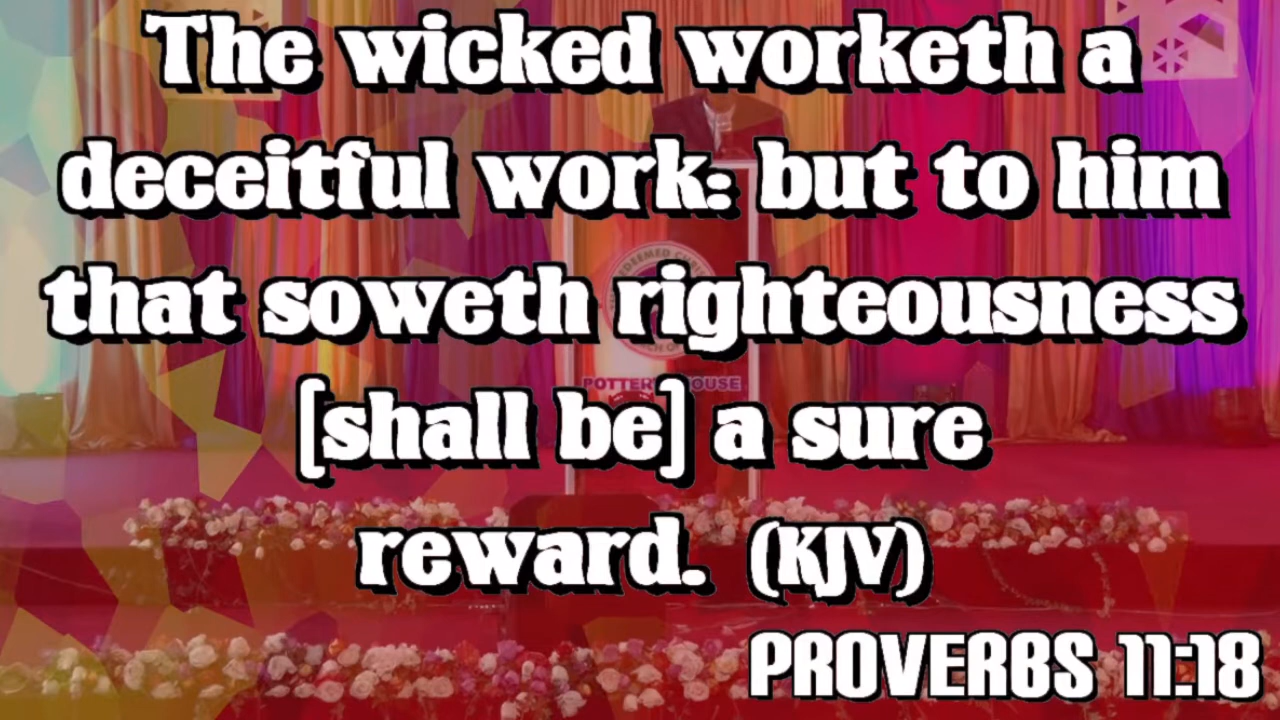 The wicked worketh a
deceitful work: but to him
that soweth righteousness
[shall be] a sure
reward. (KJV)
PROVERBS 11:18